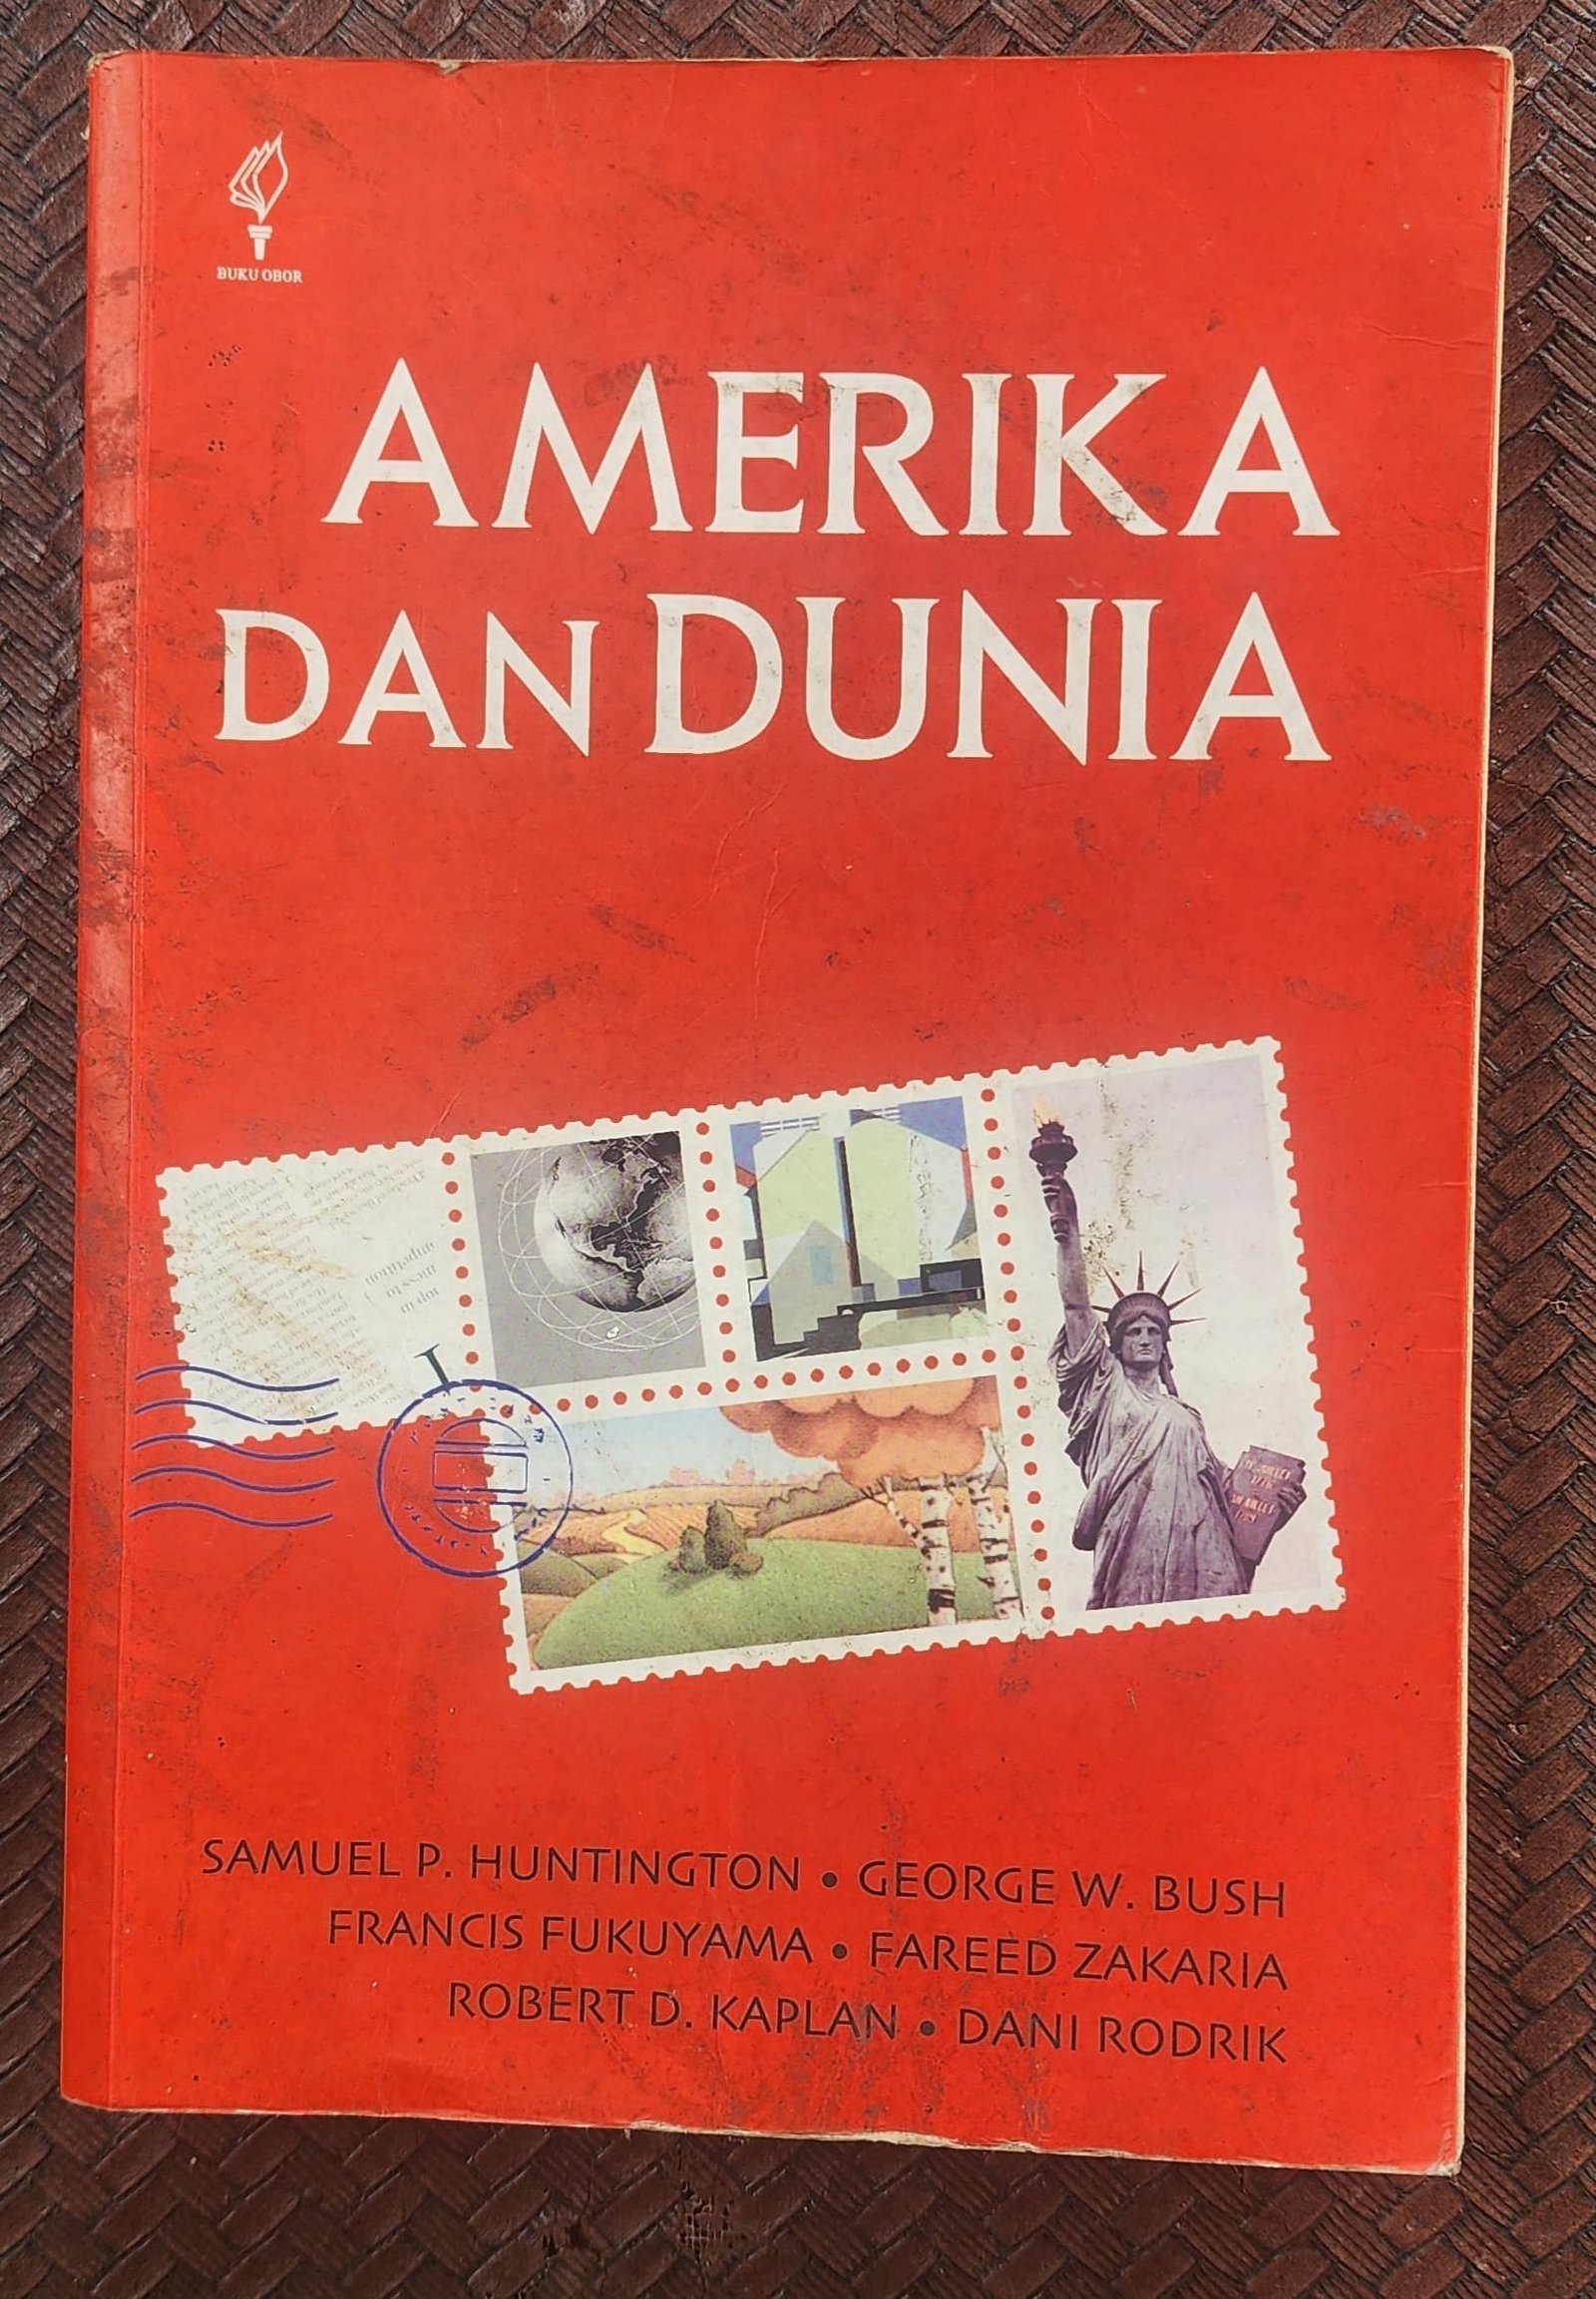 BUKU OBOR
AMERIKA
DAN DUNIA
SAMUEL P. HUNTINGTON • GEORGE W. BUSH
FRANCIS FUKUYAMA • FAREED ZAKARIA
ROBERT D. KAPLAN • DANI RODRIK